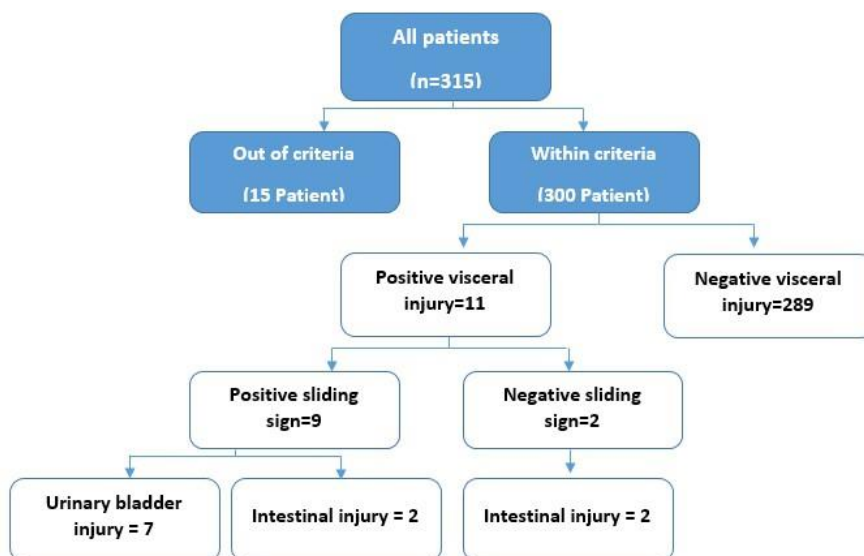 All patients
(n=315)
Out of criteria
(15 Patient)
Within criteria
(300 Patient)
Positive visceral
injury=11
Negative visceral
injury=289
Positive sliding
sign=9
Negative sliding
sign=2
Urinary bladder
injury = 7
Intestinal injury = 2
Intestinal injury = 2